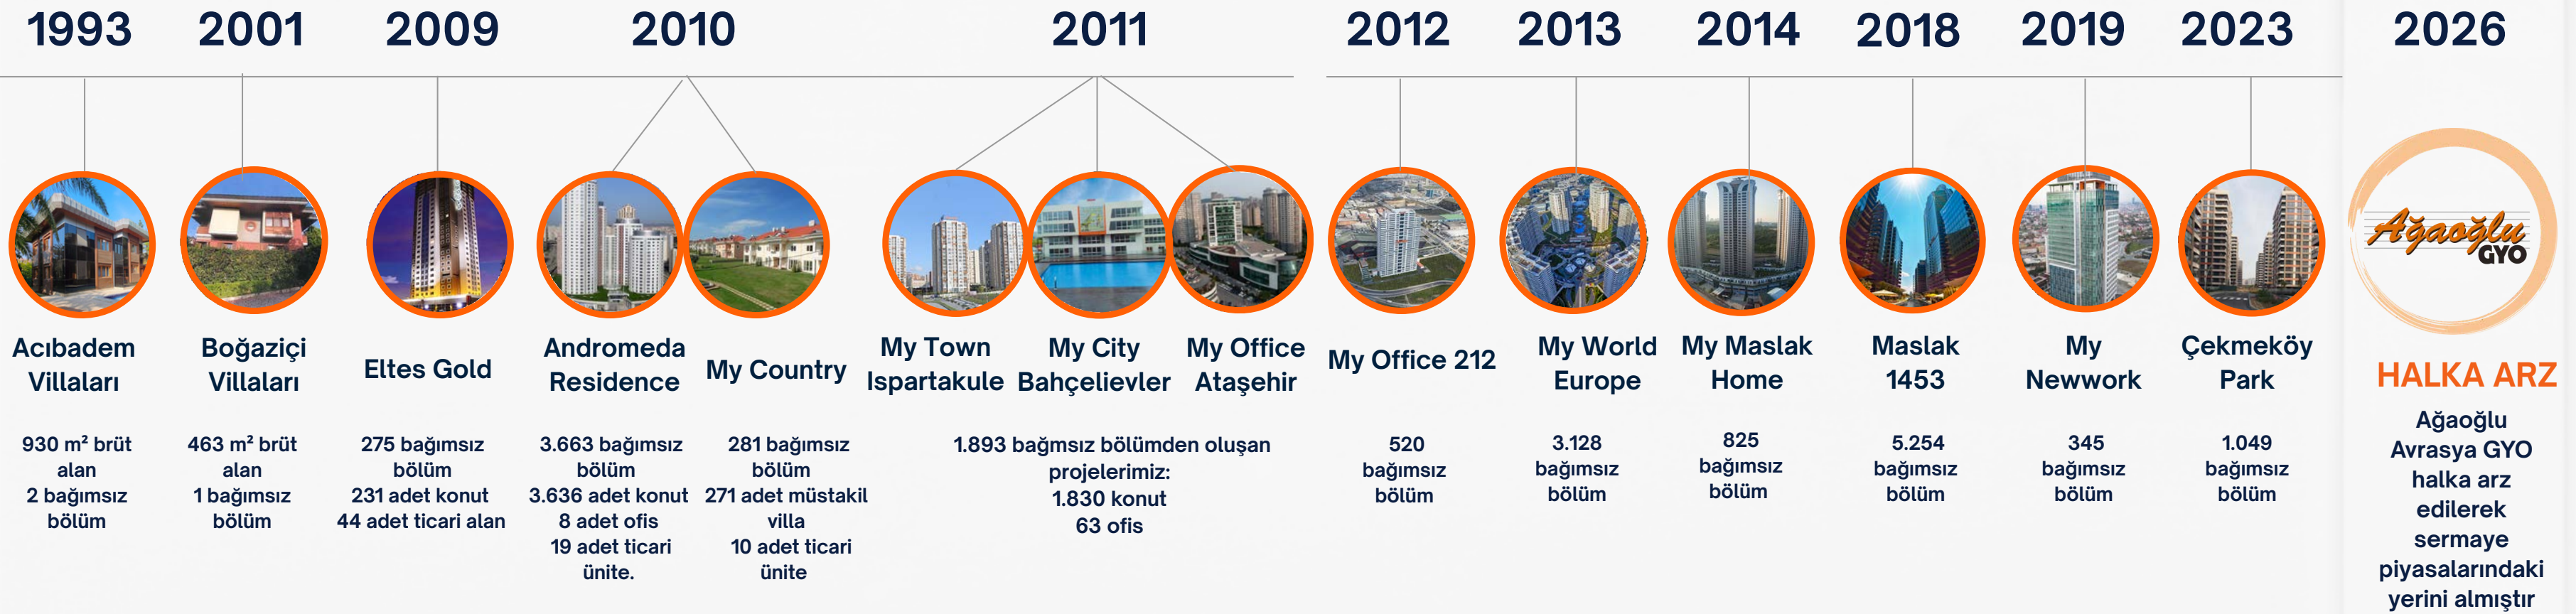 1993
2001
2009
2010
2011
2012
2013
2014
2018
2019
2023
2026
Acıbadem
Villaları
930 m² brüt
alan
2 bağımsız
bölüm
Boğaziçi
Villaları
463 m² brüt
alan
1 bağımsız
bölüm
Eltes Gold
275 bağımsız
bölüm
231 adet konut
44 adet ticari alan
Andromeda
Residence
3.663 bağımsız
bölüm
3.636 adet konut
8 adet ofis
19 adet ticari
ünite.
My Country
281 bağımsız
bölüm
271 adet müstakil
villa
10 adet ticari
ünite
My Town
Ispartakule
My City
Bahçelievler
My Office
Ataşehir
1.893 bağmsız bölümden oluşan
projelerimiz:
1.830 konut
63 ofis
My Office 212
520
bağımsız
bölüm
My World
Europe
3.128
bağımsız
bölüm
My Maslak
Home
825
bağımsız
bölüm
Maslak
1453
5.254
bağımsız
bölüm
My
Newwork
345
bağımsız
bölüm
Çekmeköy
Park
1.049
bağımsız
bölüm
Ağaoğlu
GYO
HALKA ARZ
Ağaoğlu
Avrasya GYO
halka arz
edilerek
sermaye
piyasalarındaki
yerini almıştır